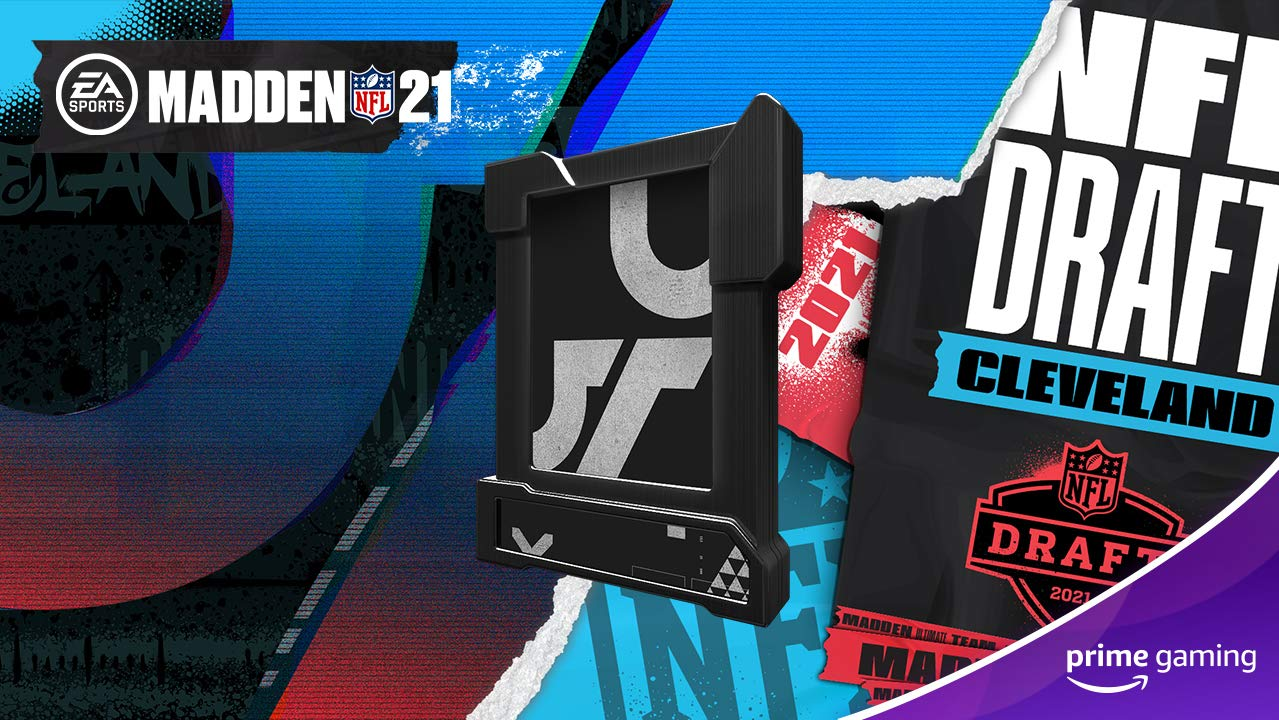 EA
SPORTS
MADDEN NFL 21
2021
NFL
DRAFT
CLEVELAND
NFL
DRAFT
2021
MADDEN ULTIMATE TEAM
prime gaming